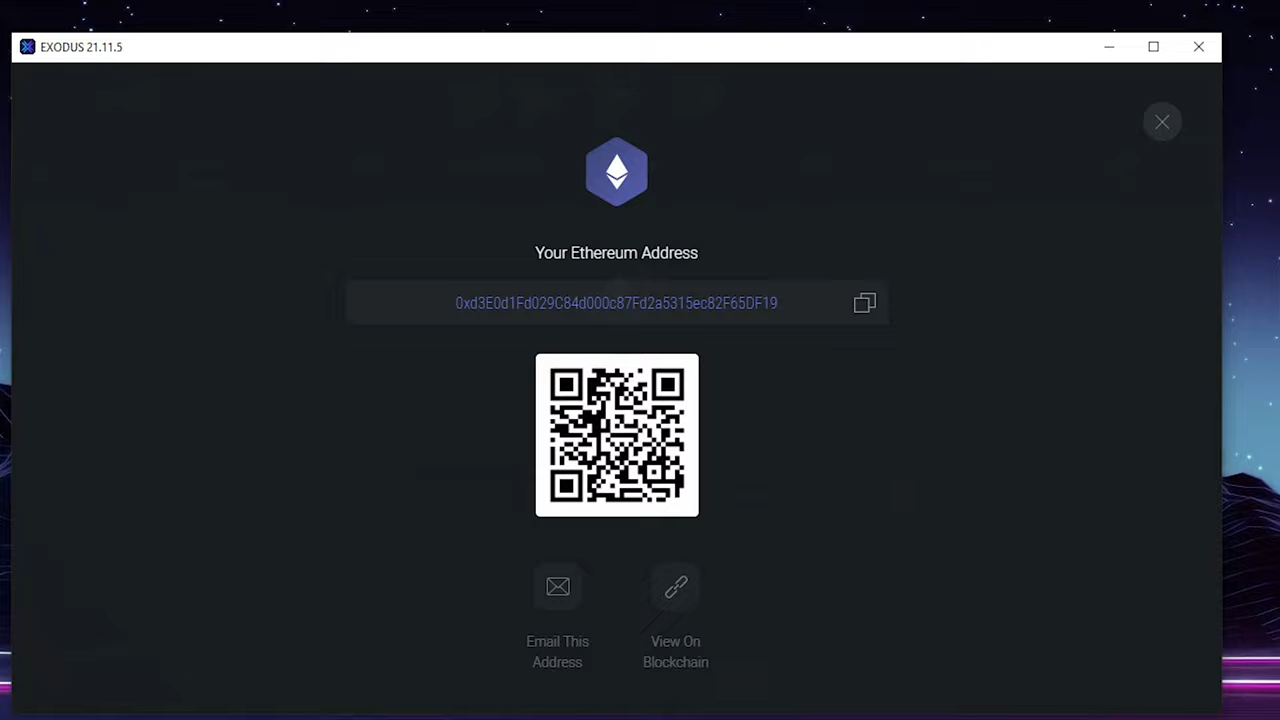 EXODUS 21.11.5
Your Ethereum Address
0xd3E0d1Fd029C84d000c87Fd2a5315ec82F65DF19
Email This
Address
View On
Blockchain